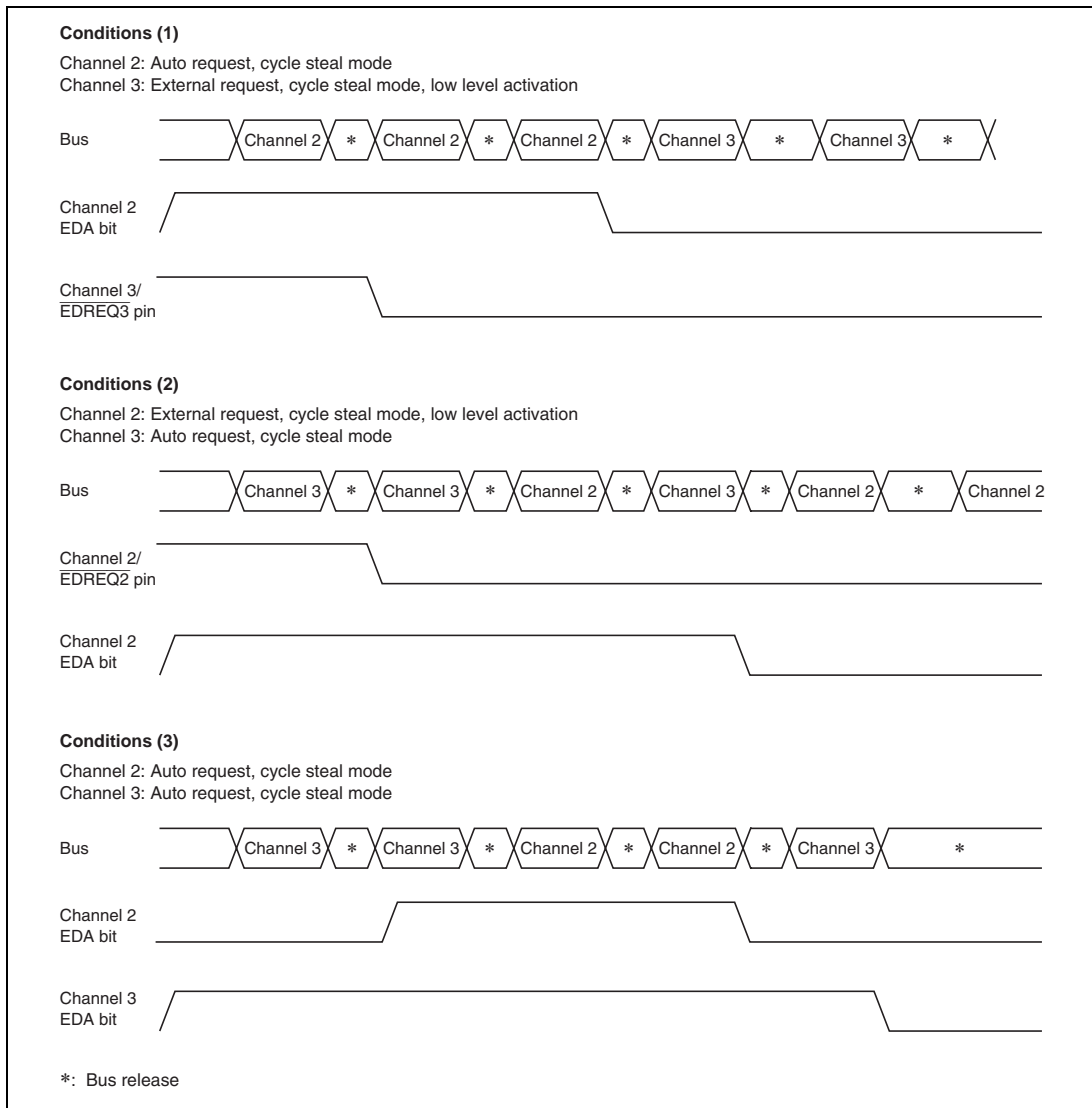 Conditions (1)
Channel 2: Auto request, cycle steal mode
Channel 3: External request, cycle steal mode, low level activation
Bus Channel 2 * Channel 2 * Channel 2 * Channel 3 * Channel 3 *
Channel 2
EDA bit
Channel 3/
EDREQ3 pin
Conditions (2)
Channel 2: External request, cycle steal mode, low level activation
Channel 3: Auto request, cycle steal mode
Bus Channel 3 * Channel 3 * Channel 2 * Channel 3 * Channel 2 * Channel 2
Channel 2/
EDREQ2 pin
Channel 2
EDA bit
Conditions (3)
Channel 2: Auto request, cycle steal mode
Channel 3: Auto request, cycle steal mode
Bus Channel 3 * Channel 3 * Channel 2 * Channel 2 * Channel 3 *
Channel 2
EDA bit
Channel 3
EDA bit
*: Bus release